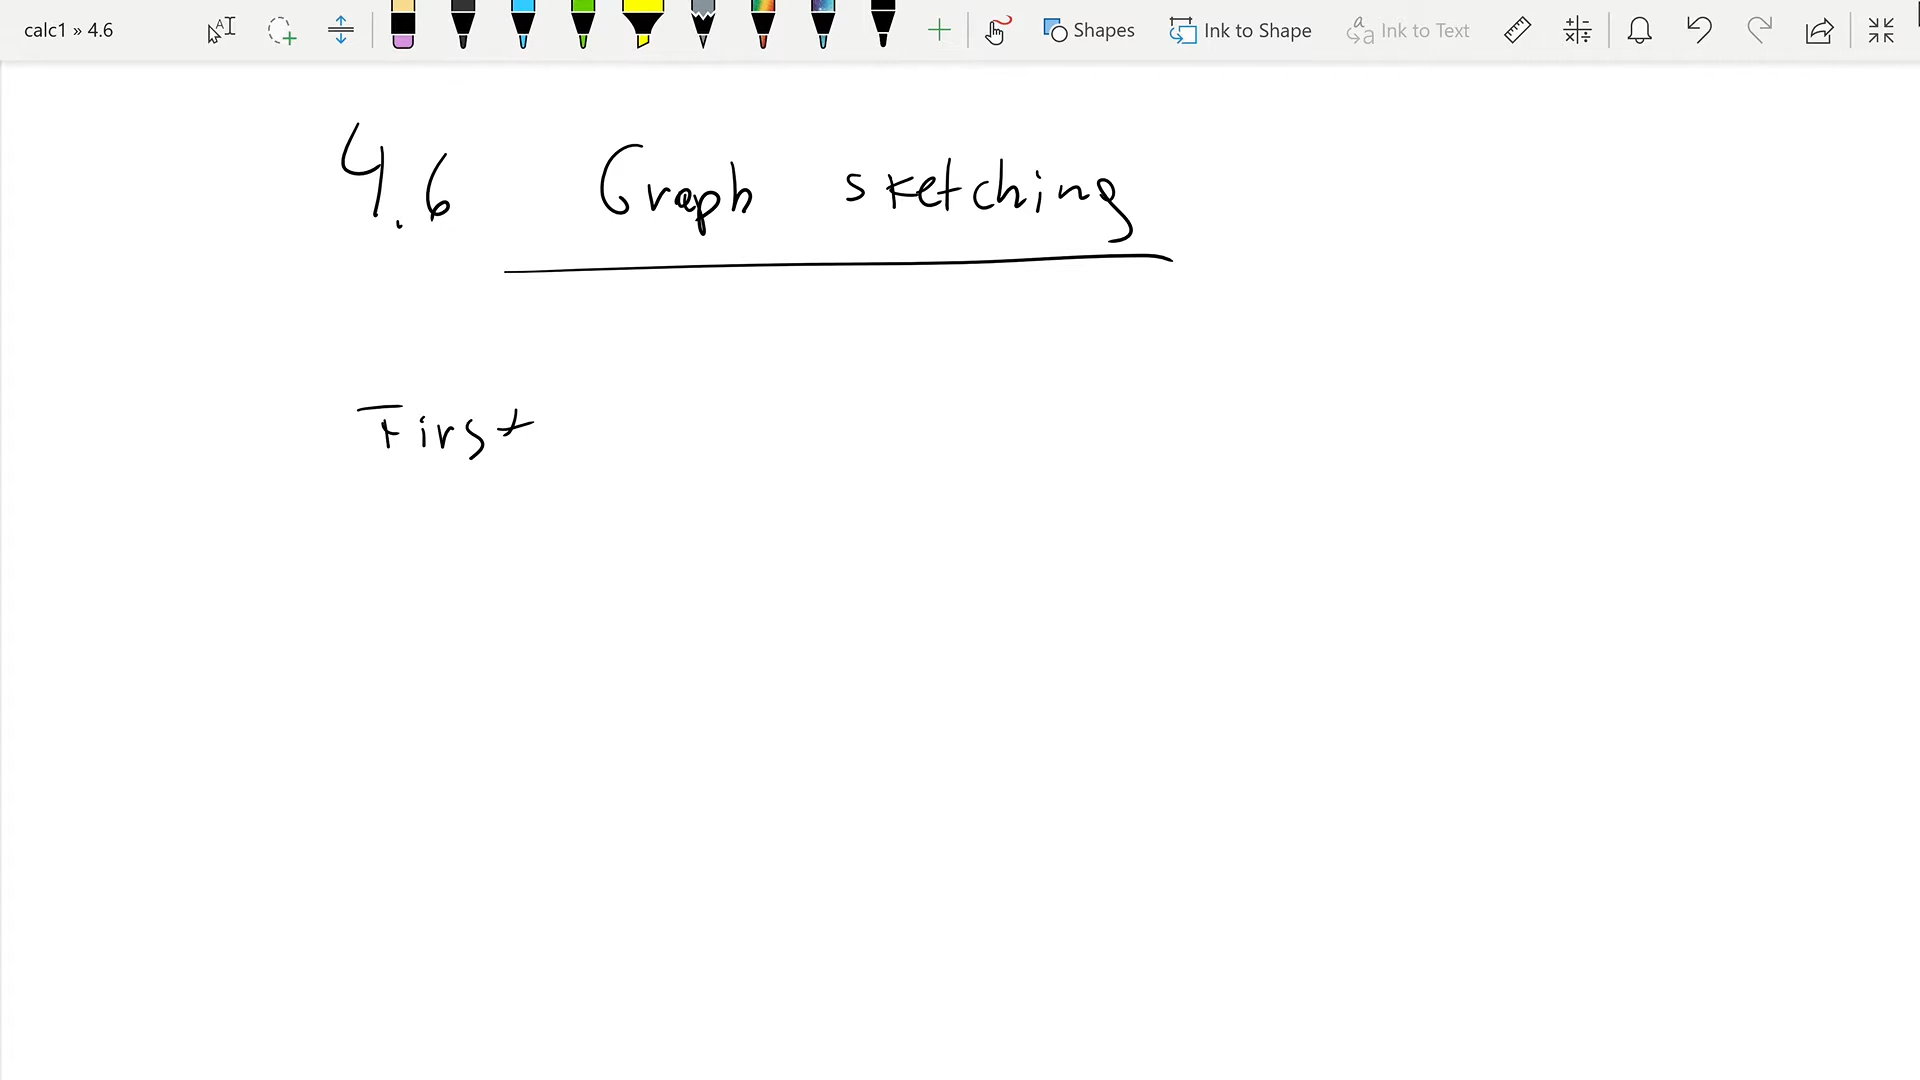 calc1 » 4.6 Shapes Ink to Shape Ink to Text
4.6 Graph sketching
First